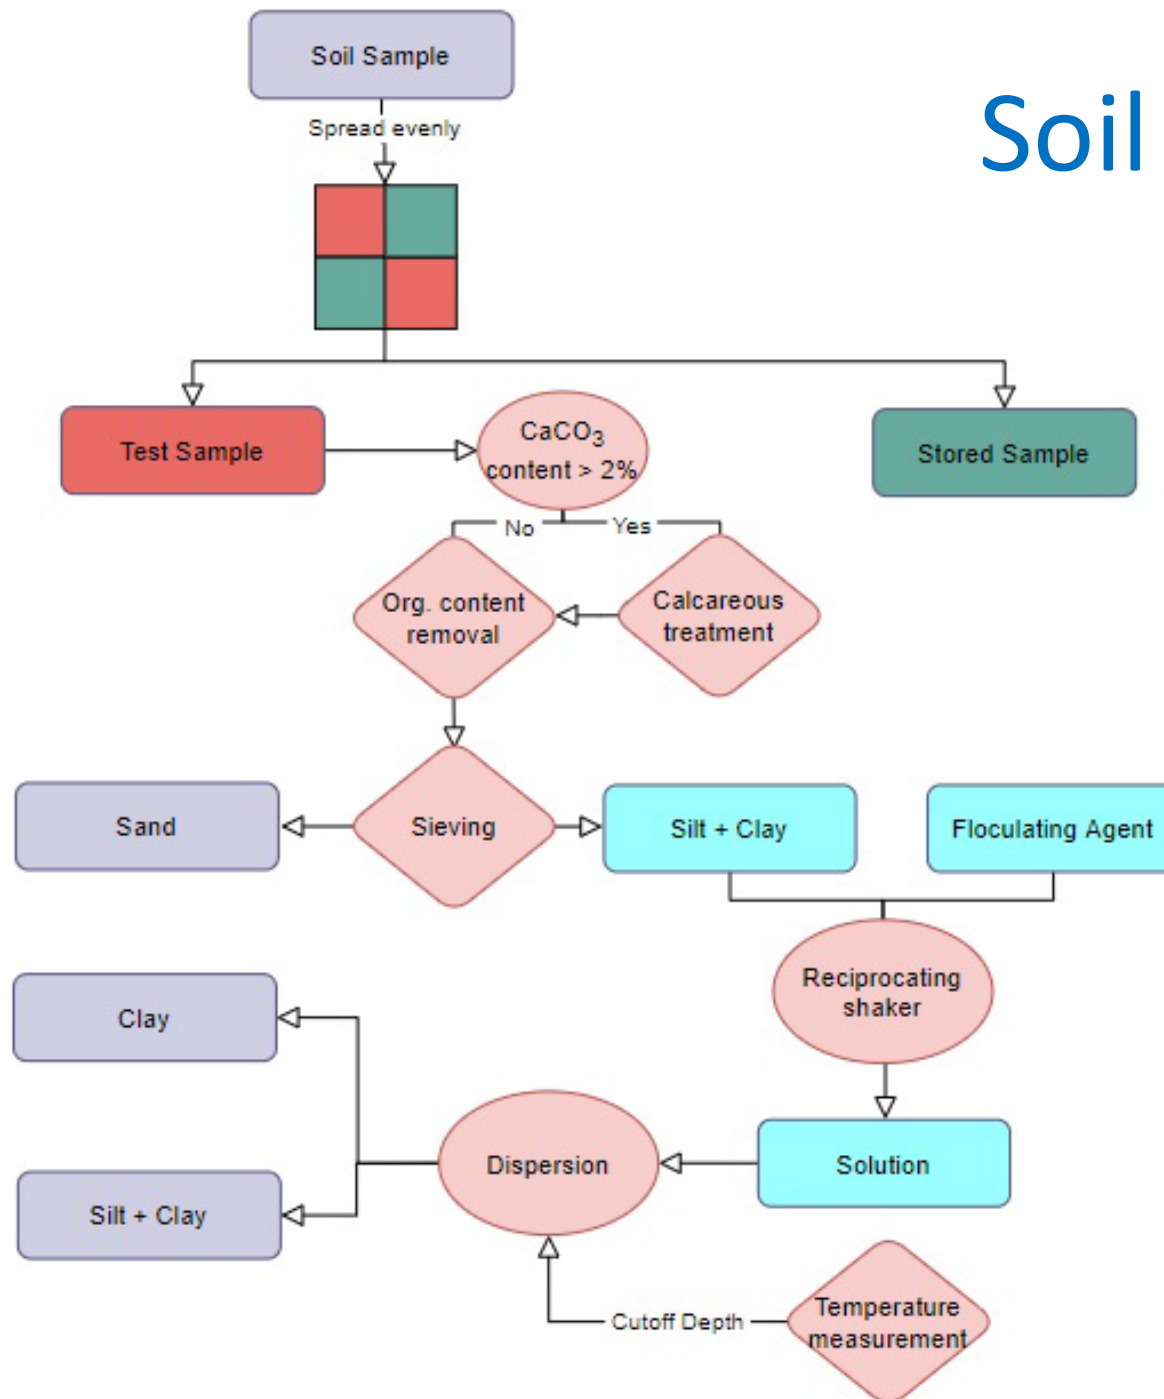 Soil Sample
Soil
Spread evenly
Test Sample
CaCO₃
content > 2%
Stored Sample
No
Yes
Org. content
removal
Calcareous
treatment
Sand
Sieving
Silt + Clay
Floculating Agent
Reciprocating
shaker
Clay
Dispersion
Solution
Silt + Clay
Cutoff Depth
Temperature
measurement